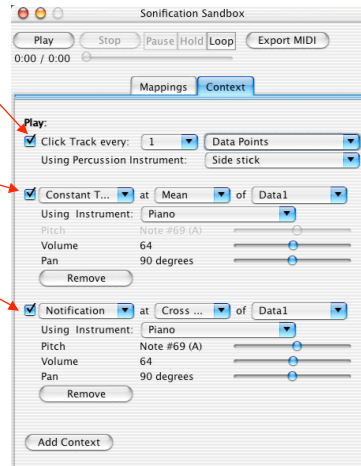 Sonification Sandbox
Play Stop Pause Hold Loop Export MIDI
0:00 / 0:00
Mappings Context
Play:
Click Track every: 1 Data Points
Using Percussion Instrument: Side stick
Constant T... at Mean of Data1
Using Instrument: Piano
Pitch Note #69 (A)
Volume 64
Pan 90 degrees
Remove
Notification at Cross ... of Data1
Using Instrument: Piano
Pitch Note #69 (A)
Volume 64
Pan 90 degrees
Remove
Add Context